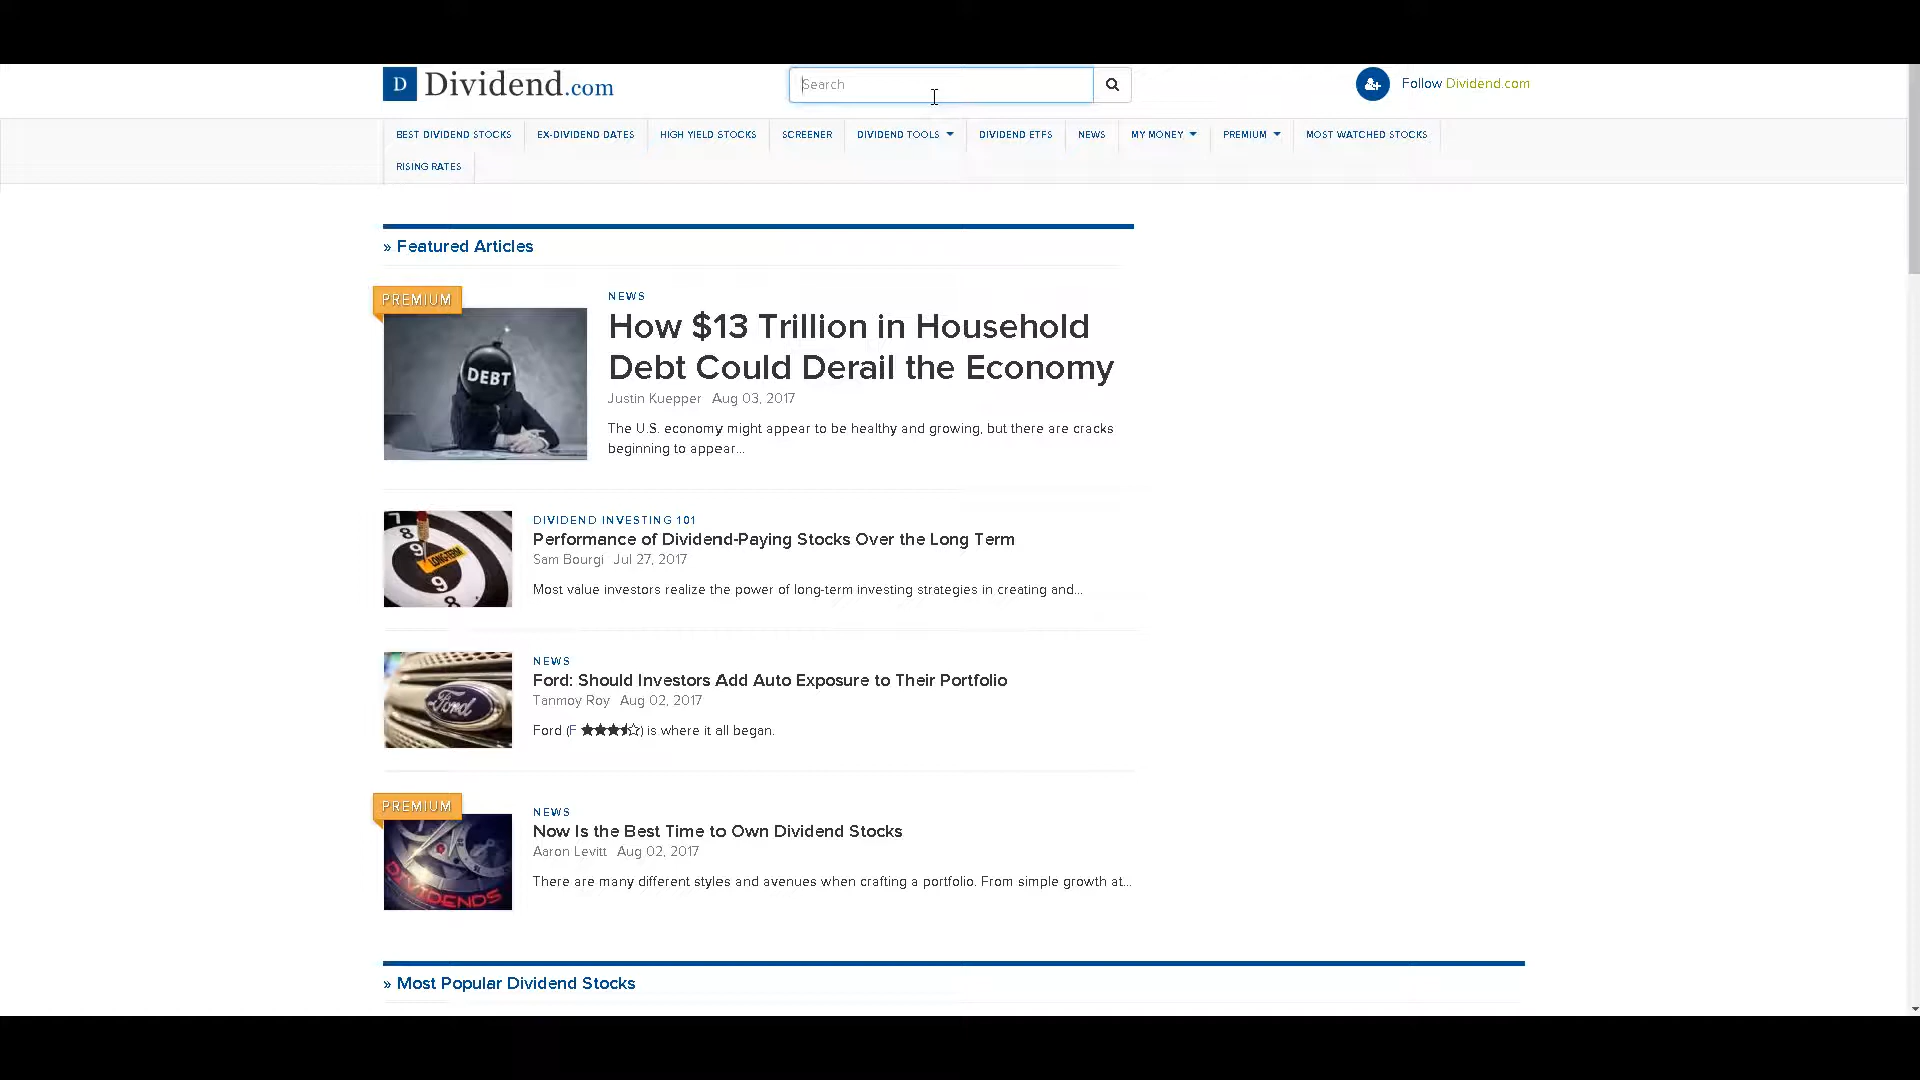 D Dividend.com
Search
Follow Dividend.com
BEST DIVIDEND STOCKS EX-DIVIDEND DATES HIGH YIELD STOCKS SCREENER DIVIDEND TOOLS DIVIDEND ETFS NEWS MY MONEY PREMIUM MOST WATCHED STOCKS
RISING RATES
» Featured Articles
PREMIUM
DEBT
NEWS
How $13 Trillion in Household
Debt Could Derail the Economy
Justin Kuepper Aug 03, 2017
The U.S. economy might appear to be healthy and growing, but there are cracks
beginning to appear...
7
8
9
LONG-TERM
9
8
DIVIDEND INVESTING 101
Performance of Dividend-Paying Stocks Over the Long Term
Sam Bourgi Jul 27, 2017
Most value investors realize the power of long-term investing strategies in creating and...
Ford
NEWS
Ford: Should Investors Add Auto Exposure to Their Portfolio
Tanmoy Roy Aug 02, 2017
Ford (F ) is where it all began.
PREMIUM
DIVIDENDS
NEWS
Now Is the Best Time to Own Dividend Stocks
Aaron Levitt Aug 02, 2017
There are many different styles and avenues when crafting a portfolio. From simple growth at...
» Most Popular Dividend Stocks